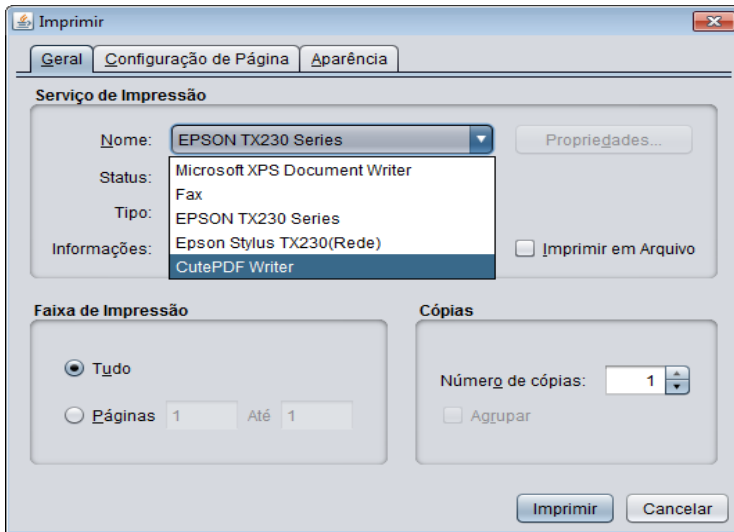 Imprimir
Geral Configuração de Página Aparência
Serviço de Impressão
Nome: EPSON TX230 Series Propriedades...
Microsoft XPS Document Writer
Status:
Fax
Tipo:
EPSON TX230 Series
Epson Stylus TX230(Rede)
Informações: Imprimir em Arquivo
CutePDF Writer
Faixa de Impressão Cópias
Tudo
Número de cópias: 1
Páginas 1 Até 1 Agrupar
Imprimir Cancelar